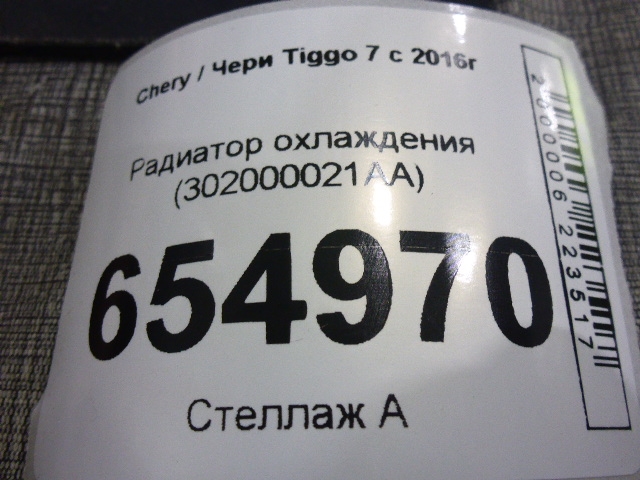 Chery / Чери Tiggo 7 с 2016г
Радиатор охлаждения
(302000021AA)
654970
Стеллаж А
2000006223517